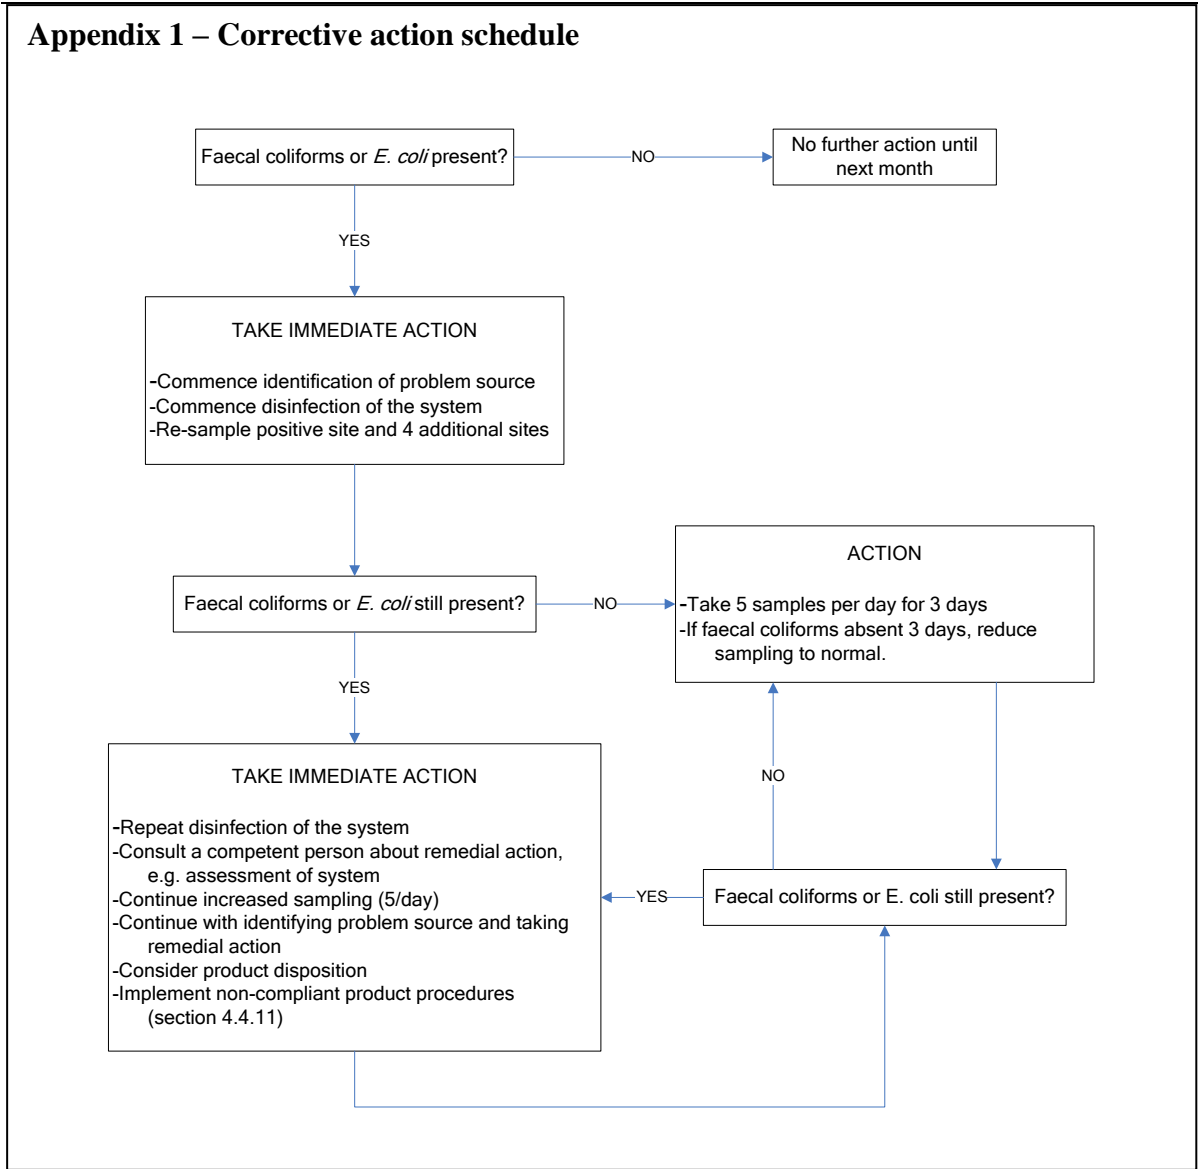 Appendix 1 – Corrective action schedule
Faecal coliforms or E. coli present?
NO
No further action until
next month
YES
TAKE IMMEDIATE ACTION
-Commence identification of problem source
-Commence disinfection of the system
-Re-sample positive site and 4 additional sites
Faecal coliforms or E. coli still present?
NO
ACTION
-Take 5 samples per day for 3 days
-If faecal coliforms absent 3 days, reduce
sampling to normal.
YES
TAKE IMMEDIATE ACTION
-Repeat disinfection of the system
-Consult a competent person about remedial action,
e.g. assessment of system
-Continue increased sampling (5/day)
-Continue with identifying problem source and taking
remedial action
-Consider product disposition
-Implement non-compliant product procedures
(section 4.4.11)
NO
YES
Faecal coliforms or E. coli still present?